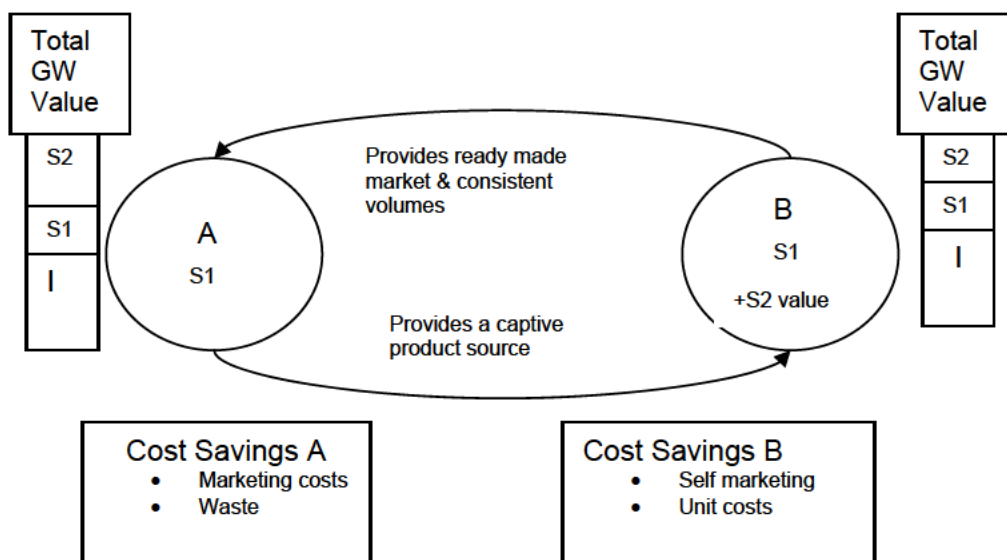 Total
GW
Value
S2
S1
I
A
S1
Provides ready made
market & consistent
volumes
Provides a captive
product source
B
S1
+S2 value
Total
GW
Value
S2
S1
I
Cost Savings A
• Marketing costs
• Waste
Cost Savings B
• Self marketing
• Unit costs